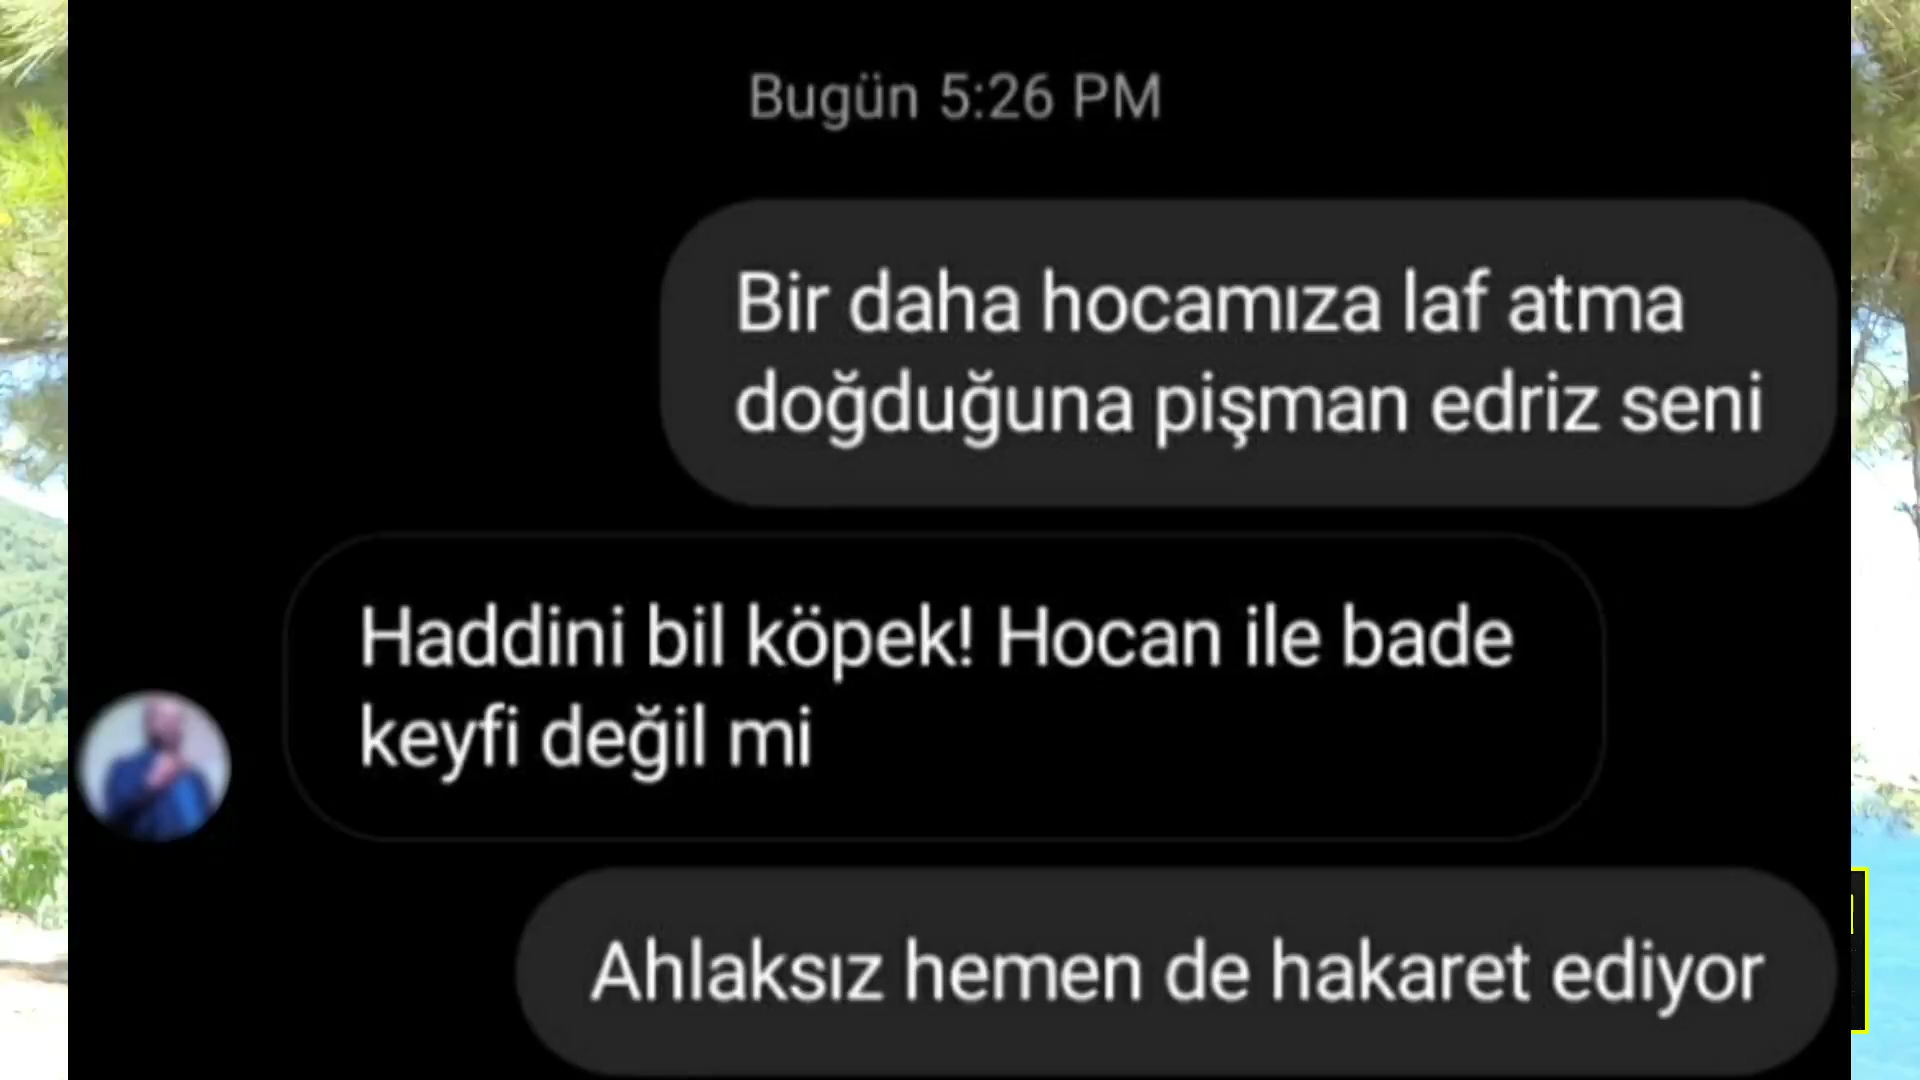 Bugün 5:26 PM
Bir daha hocamıza laf atma
doğduğuna pişman edriz seni
Haddini bil köpek! Hocan ile bade
keyfi değil mi
Ahlaksız hemen de hakaret ediyor